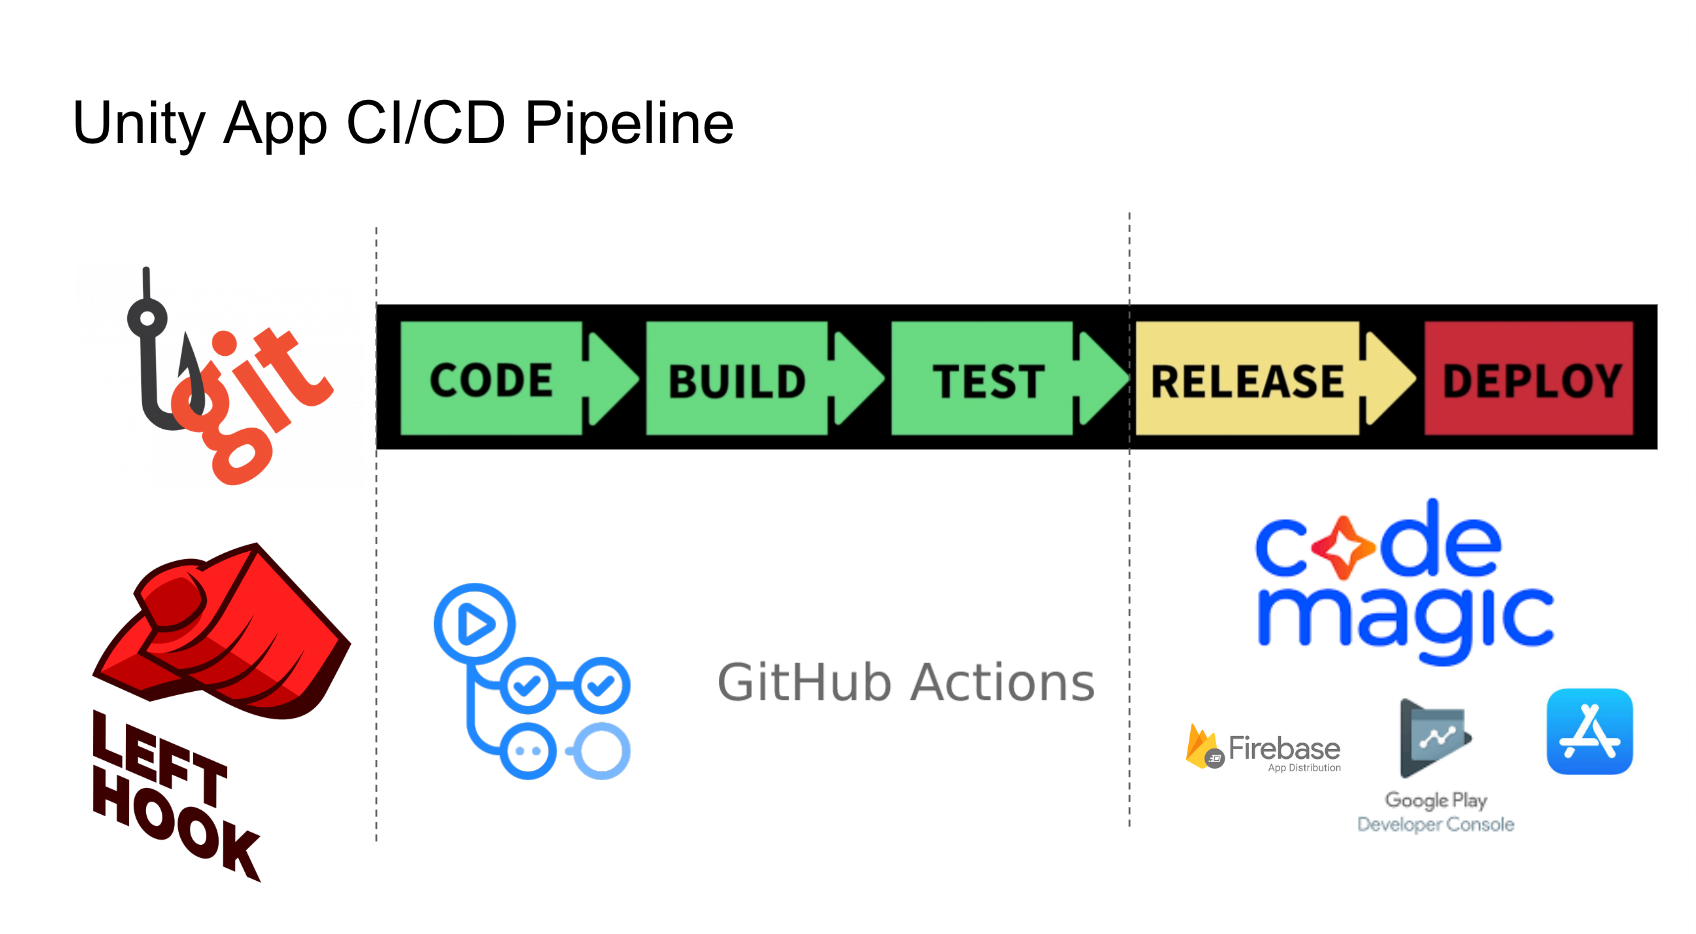 Unity App CI/CD Pipeline
git
CODE
BUILD
TEST
RELEASE
DEPLOY
LEFT
HOOK
GitHub Actions
code
magic
Firebase
App Distribution
Google Play
Developer Console